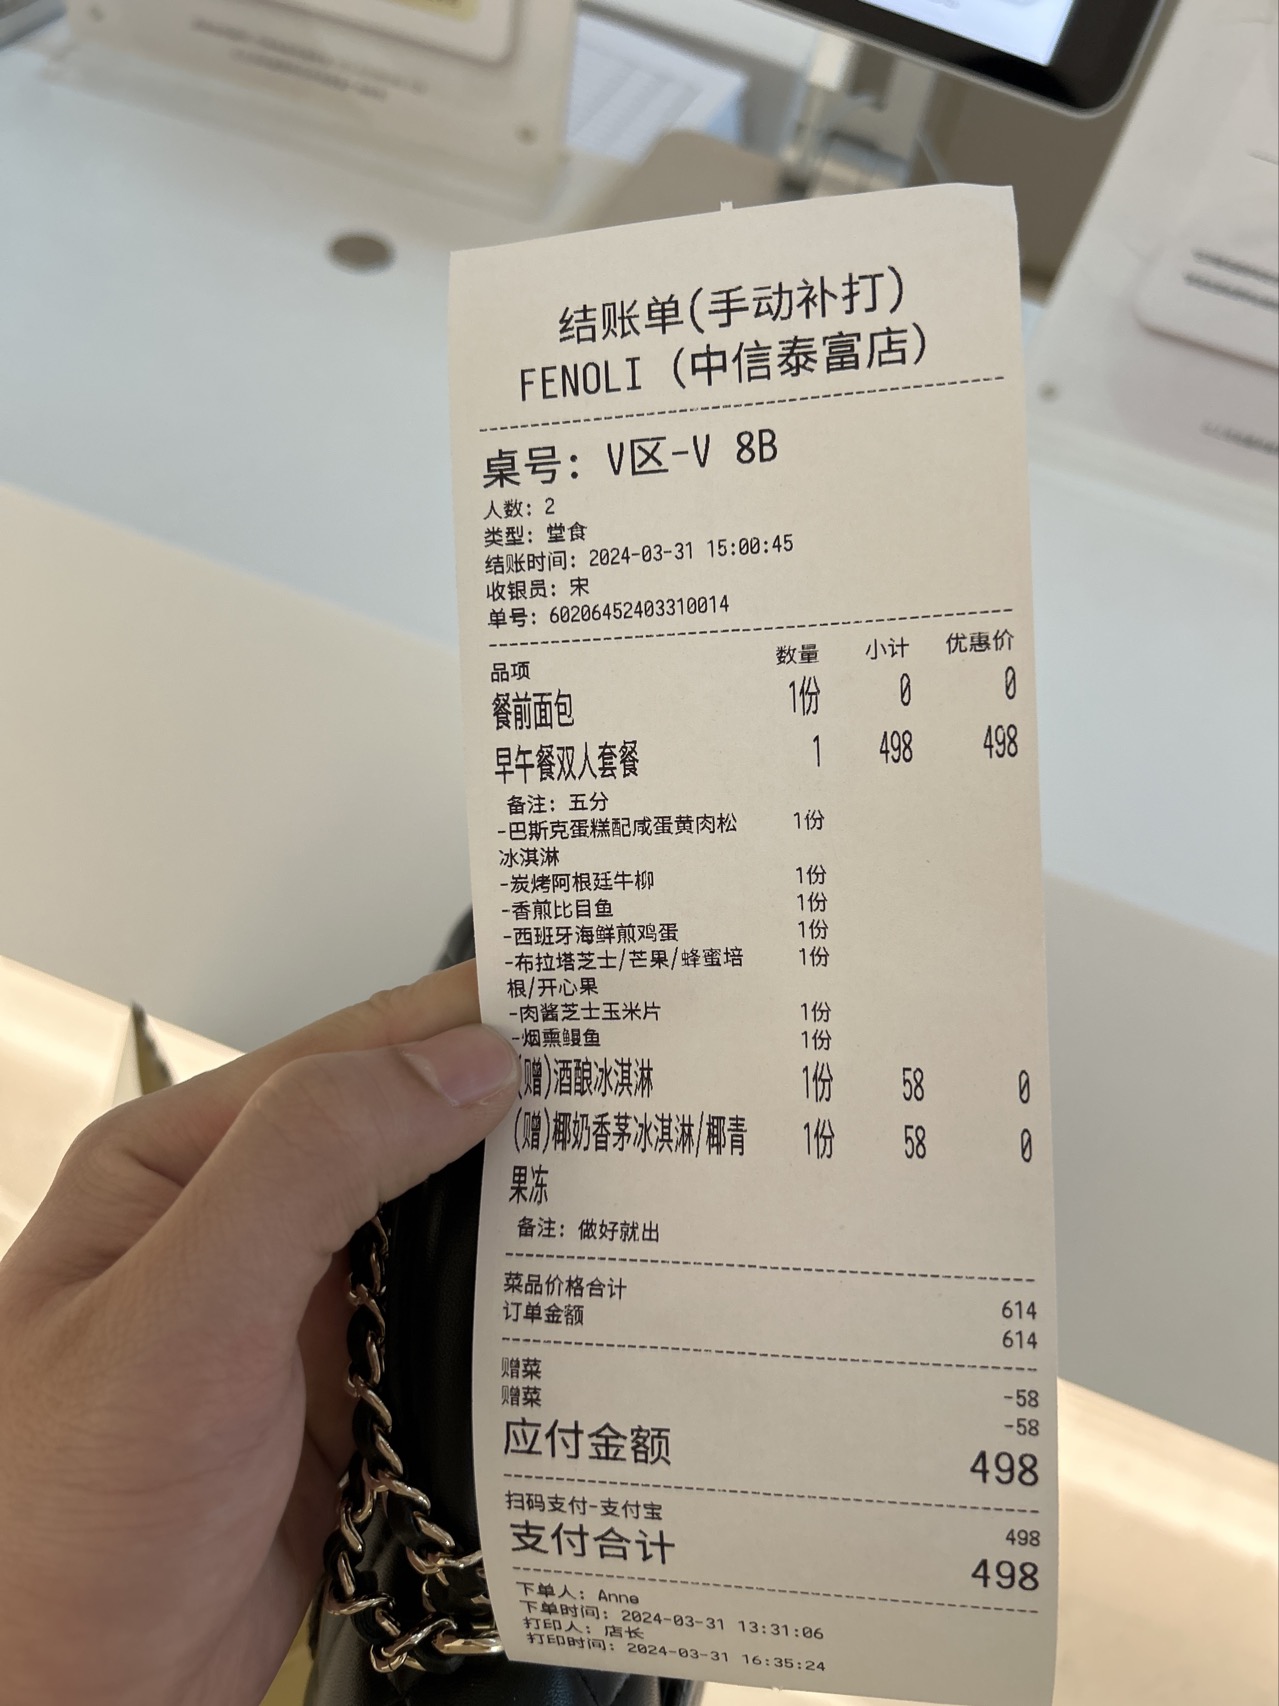 结账单(手动补打)
FENOLI (中信泰富店)
桌号: V区-V 8B
人数: 2
类型: 堂食
结账时间: 2024-03-31 15:00:45
收银员: 宋
单号: 60206452403310014
品项 数量 小计 优惠价
餐前面包 1份 0 0
早午餐双人套餐 1 498 498
备注: 五分
-巴斯克蛋糕配咸蛋黄肉松 1份
冰淇淋
-炭烤阿根廷牛柳 1份
-香煎比目鱼 1份
-西班牙海鲜煎鸡蛋 1份
-布拉塔芝士/芒果/蜂蜜培 1份
根/开心果
-肉酱芝士玉米片 1份
-烟熏鳗鱼 1份
(赠)酒酿冰淇淋 1份 58 0
(赠)椰奶香茅冰淇淋/椰青 1份 58 0
果冻
备注: 做好就出
菜品价格合计 614
订单金额 614
赠菜 -58
赠菜 -58
应付金额 498
扫码支付-支付宝 498
支付合计 498
下单人: Anne
下单时间: 2024-03-31 13:31:06
打印人: 店长
打印时间: 2024-03-31 16:35:24